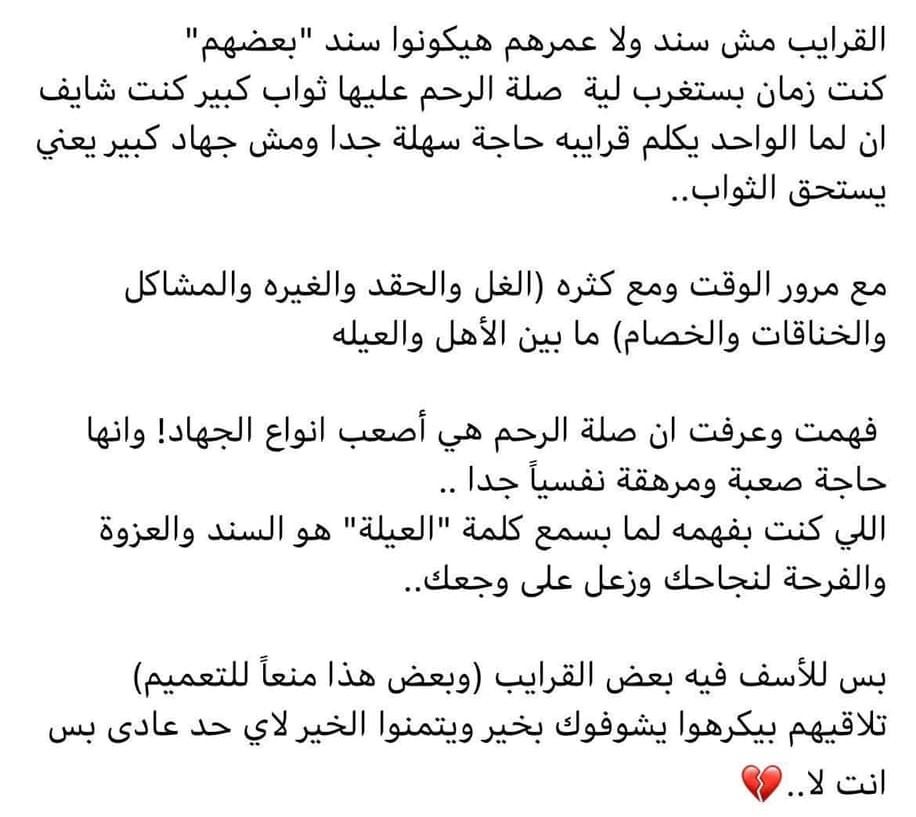 القرايب مش سند ولا عمرهم هيكونوا سند "بعضهم"
كنت زمان بستغرب لية صلة الرحم عليها ثواب كبير كنت شايف
ان لما الواحد يكلم قرايبه حاجة سهلة جدا ومش جهاد كبير يعني
يستحق الثواب..
مع مرور الوقت ومع كثره (الغل والحقد والغيره والمشاكل
والخناقات والخصام) ما بين الأهل والعيله
فهمت وعرفت ان صلة الرحم هي أصعب انواع الجهاد! وانها
حاجة صعبة ومرهقة نفسياً جدا ..
اللي كنت بفهمه لما بسمع كلمة "العيلة" هو السند والعزوة
والفرحة لنجاحك وزعل على وجعك..
بس للأسف فيه بعض القرايب (وبعض هذا منعاً للتعميم)
تلاقيهم بيكرهوا يشوفوك بخير ويتمنوا الخير لاي حد عادى بس
انت لا..💔